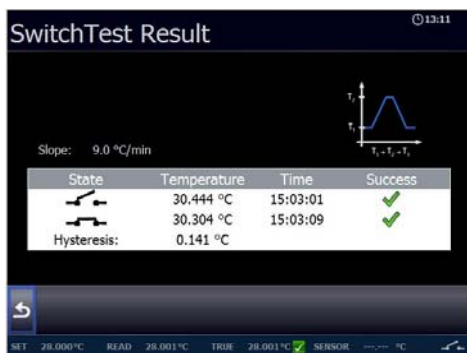 SwitchTest Result
13:11
T₂
T₁
T₁→T₂→T₁
Slope: 9.0 °C/min
State Temperature Time Success
30.444 °C 15:03:01
30.304 °C 15:03:09
Hysteresis: 0.141 °C
SET 28.000°C READ 28.001°C TRUE 28.001°C SENSOR ---.--- °C